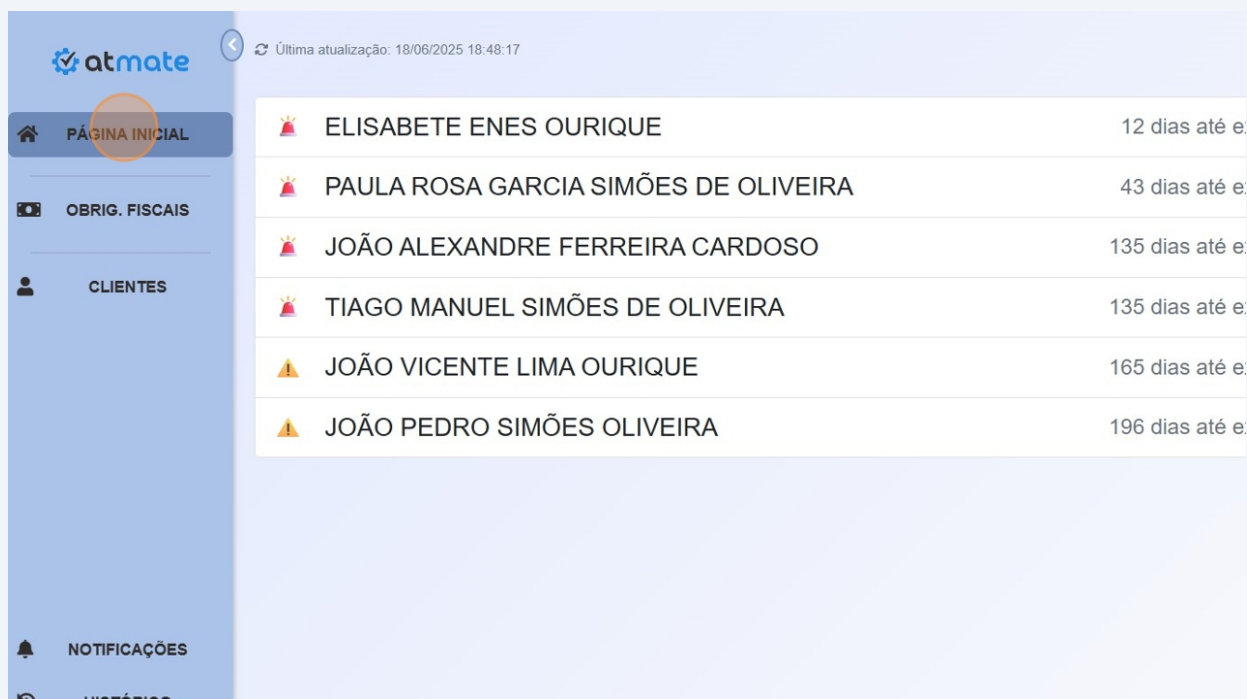 atmate
Última atualização: 18/06/2025 18:48:17
PÁGINA INICIAL
OBRIG. FISCAIS
CLIENTES
NOTIFICAÇÕES
HISTÓRICO
ELISABETE ENES OURIQUE 12 dias até
PAULA ROSA GARCIA SIMÕES DE OLIVEIRA 43 dias até
JOÃO ALEXANDRE FERREIRA CARDOSO 135 dias até
TIAGO MANUEL SIMÕES DE OLIVEIRA 135 dias até
JOÃO VICENTE LIMA OURIQUE 165 dias até
JOÃO PEDRO SIMÕES OLIVEIRA 196 dias até